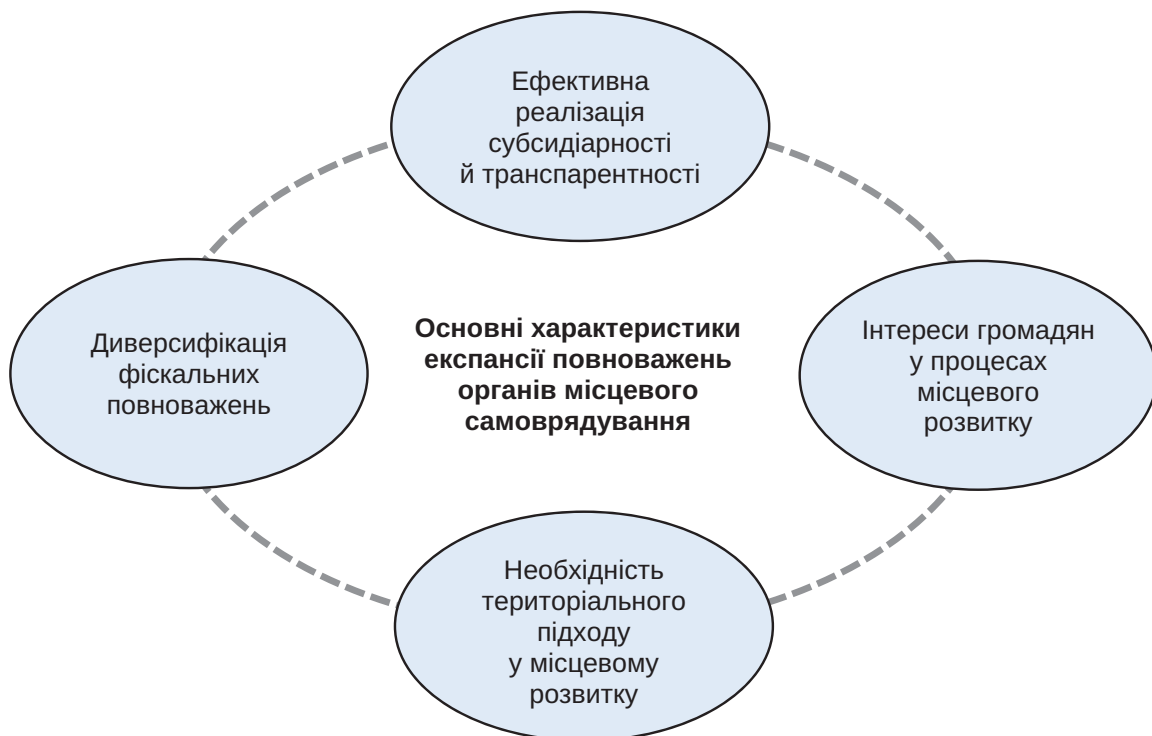 Ефективна
реалізація
субсидіарності
й транспарентності
Диверсифікація
фіскальних
повноважень
Основні характеристики
експансії повноважень
органів місцевого
самоврядування
Інтереси громадян
у процесах
місцевого
розвитку
Необхідність
територіального
підходу
у місцевому
розвитку